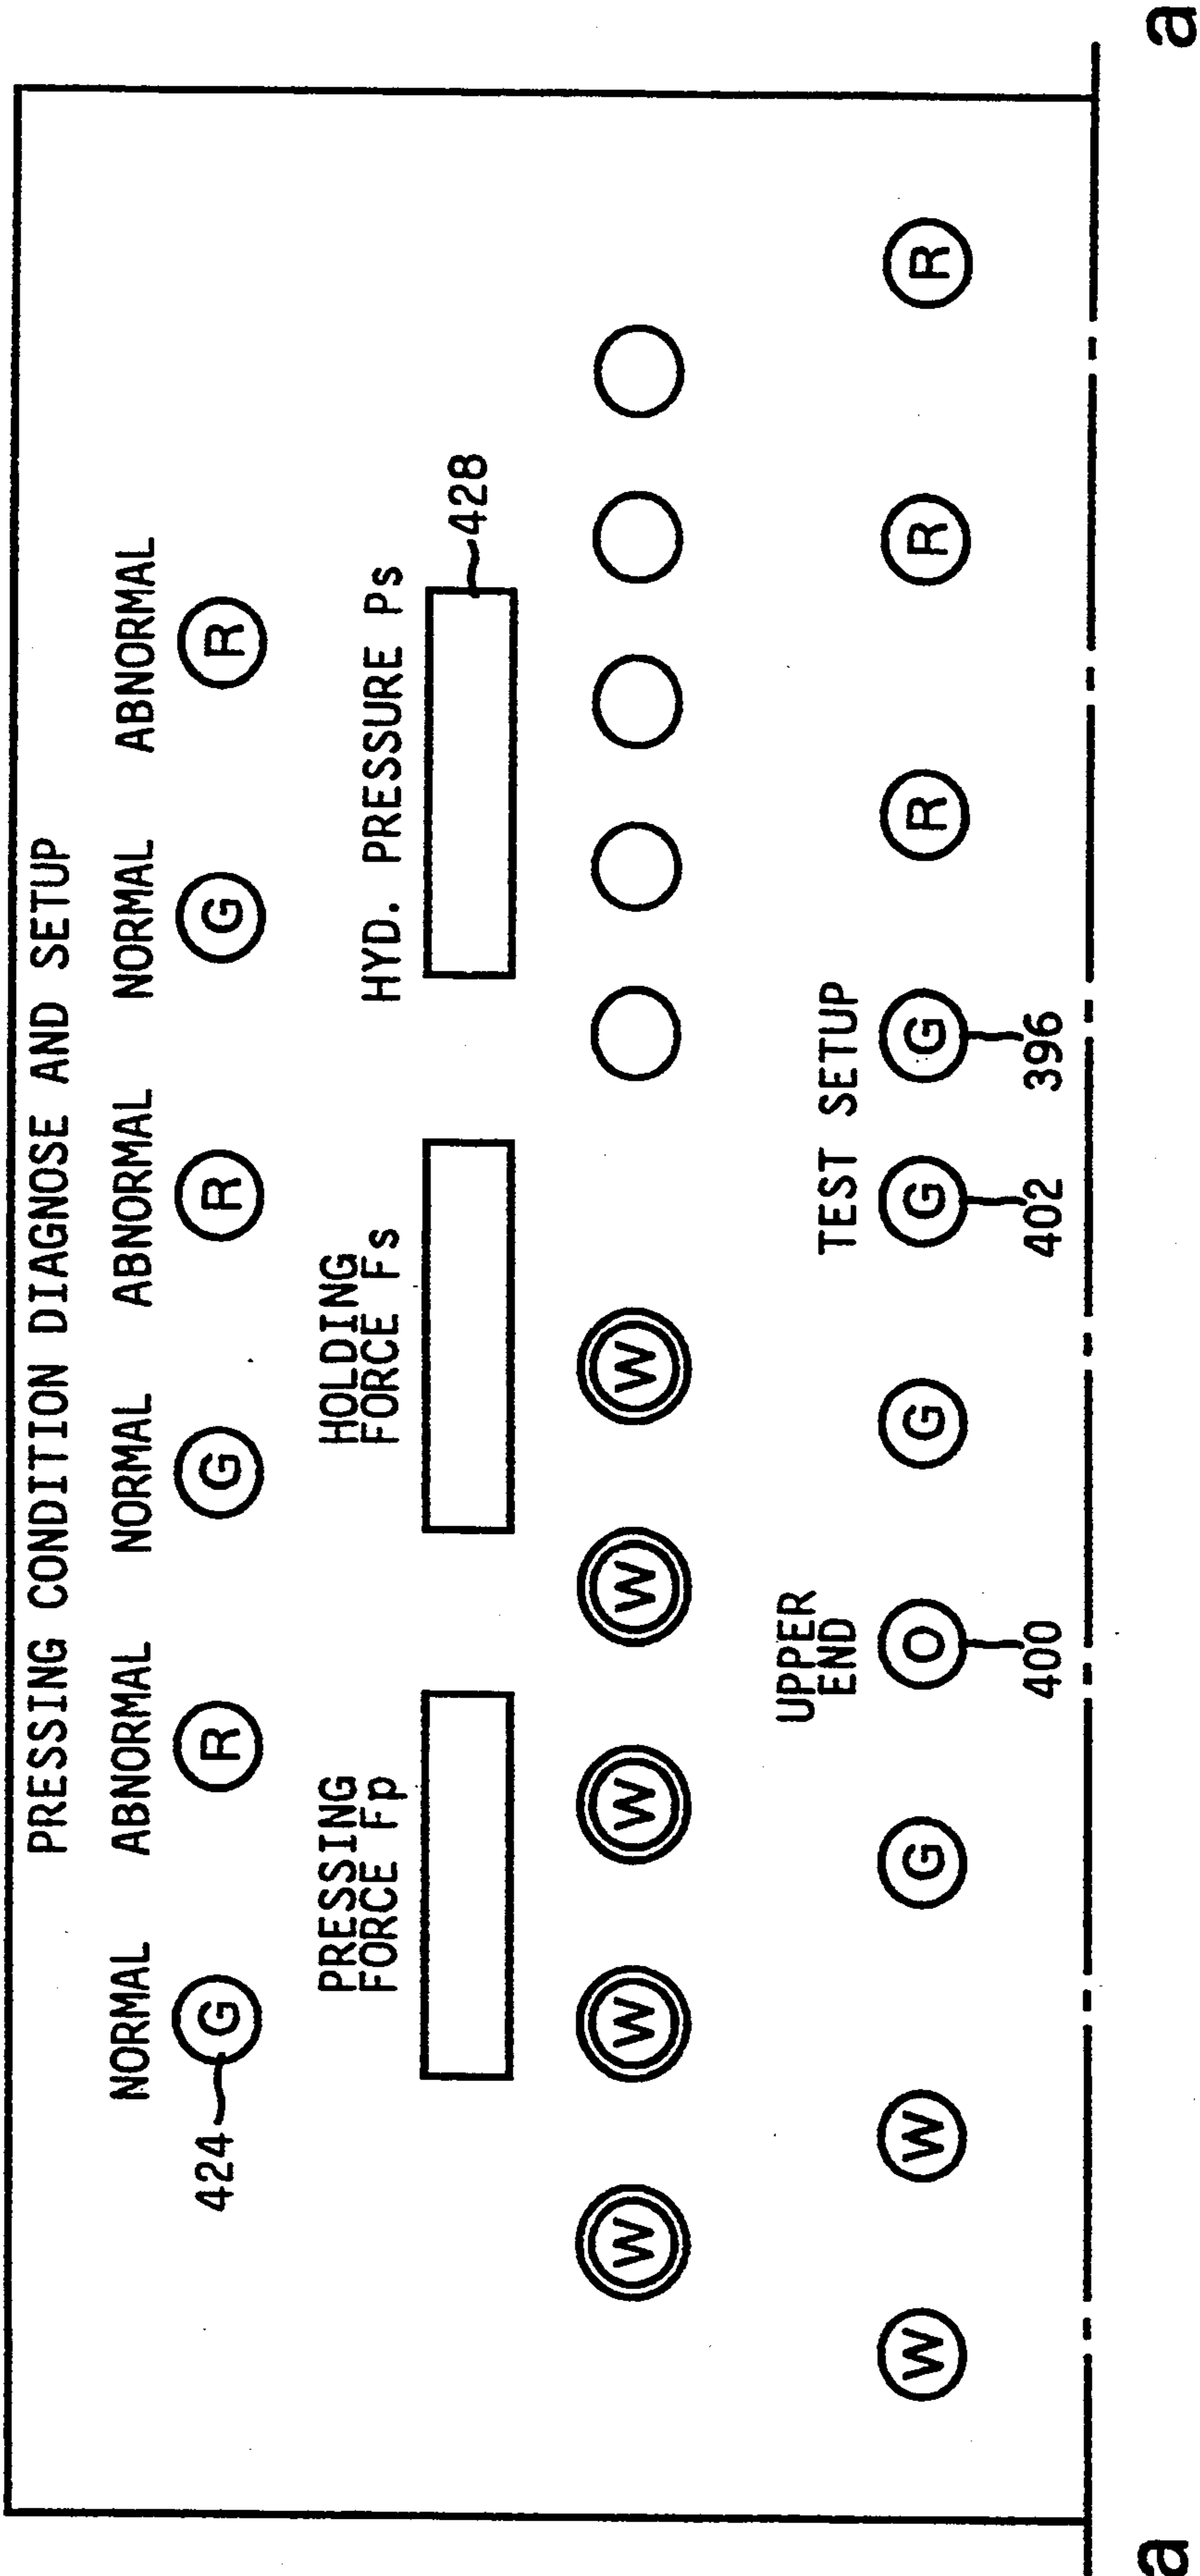 PRESSING CONDITION DIAGNOSE AND SETUP
NORMAL ABNORMAL NORMAL ABNORMAL NORMAL ABNORMAL
424 G R G R G R
PRESSING
FORCE Fp
HOLDING
FORCE Fs
HYD. PRESSURE Ps
428
W W W W W
UPPER
END
TEST SETUP
W W G O G G G R R R
400 402 396
a a